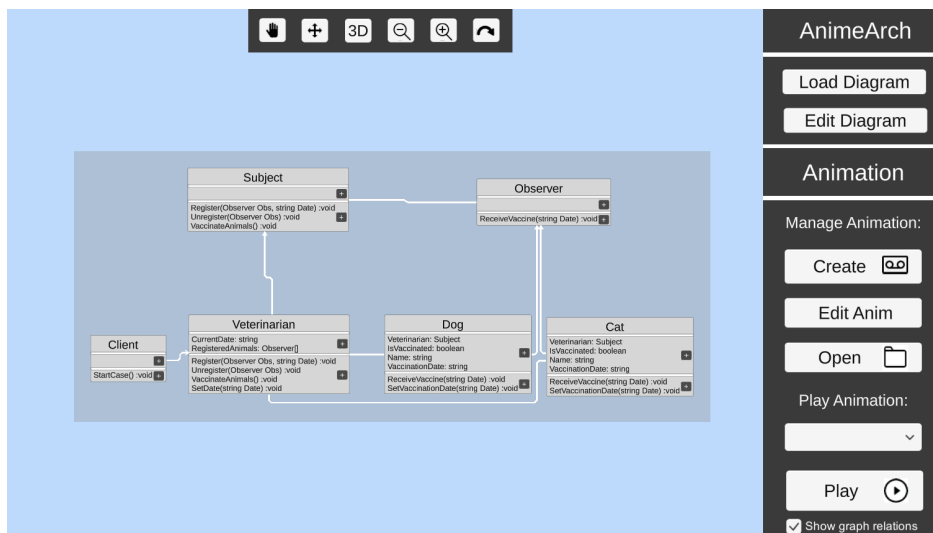 3D
AnimeArch
Load Diagram
Edit Diagram
Animation
Manage Animation:
Create
Edit Anim
Open
Play Animation:
Play
Show graph relations
Subject
Register(Observer Obs, string Date) :void
Unregister(Observer Obs) :void
VaccinateAnimals() :void
Observer
ReceiveVaccine(string Date) :void
Client
StartCase() :void
Veterinarian
CurrentDate: string
RegisteredAnimals: Observer[]
Register(Observer Obs, string Date) :void
Unregister(Observer Obs) :void
VaccinateAnimals() :void
SetDate(string Date) :void
Dog
Veterinarian: Subject
IsVaccinated: boolean
Name: string
VaccinationDate: string
ReceiveVaccine(string Date) :void
SetVaccinationDate(string Date) :void
Cat
Veterinarian: Subject
IsVaccinated: boolean
Name: string
VaccinationDate: string
ReceiveVaccine(string Date) :void
SetVaccinationDate(string Date) :void